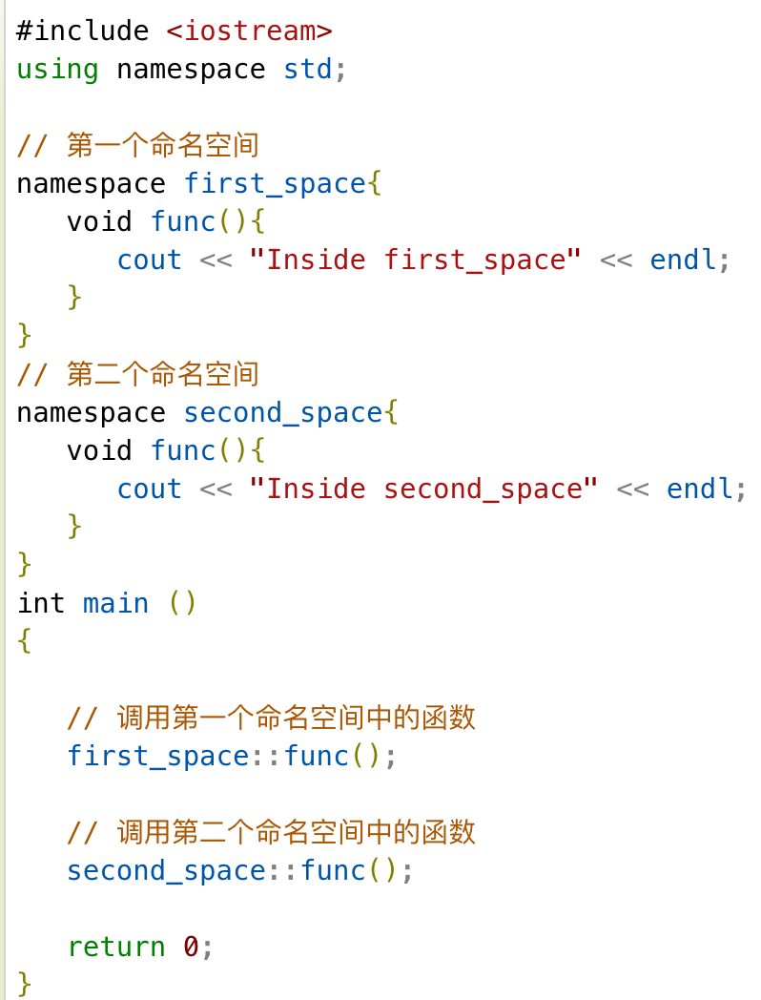 #include <iostream>
using namespace std;
// 第一个命名空间
namespace first_space{
   void func(){
      cout << "Inside first_space" << endl;
   }
}
// 第二个命名空间
namespace second_space{
   void func(){
      cout << "Inside second_space" << endl;
   }
}
int main ()
{
   // 调用第一个命名空间中的函数
   first_space::func();
   // 调用第二个命名空间中的函数
   second_space::func();
   return 0;
}